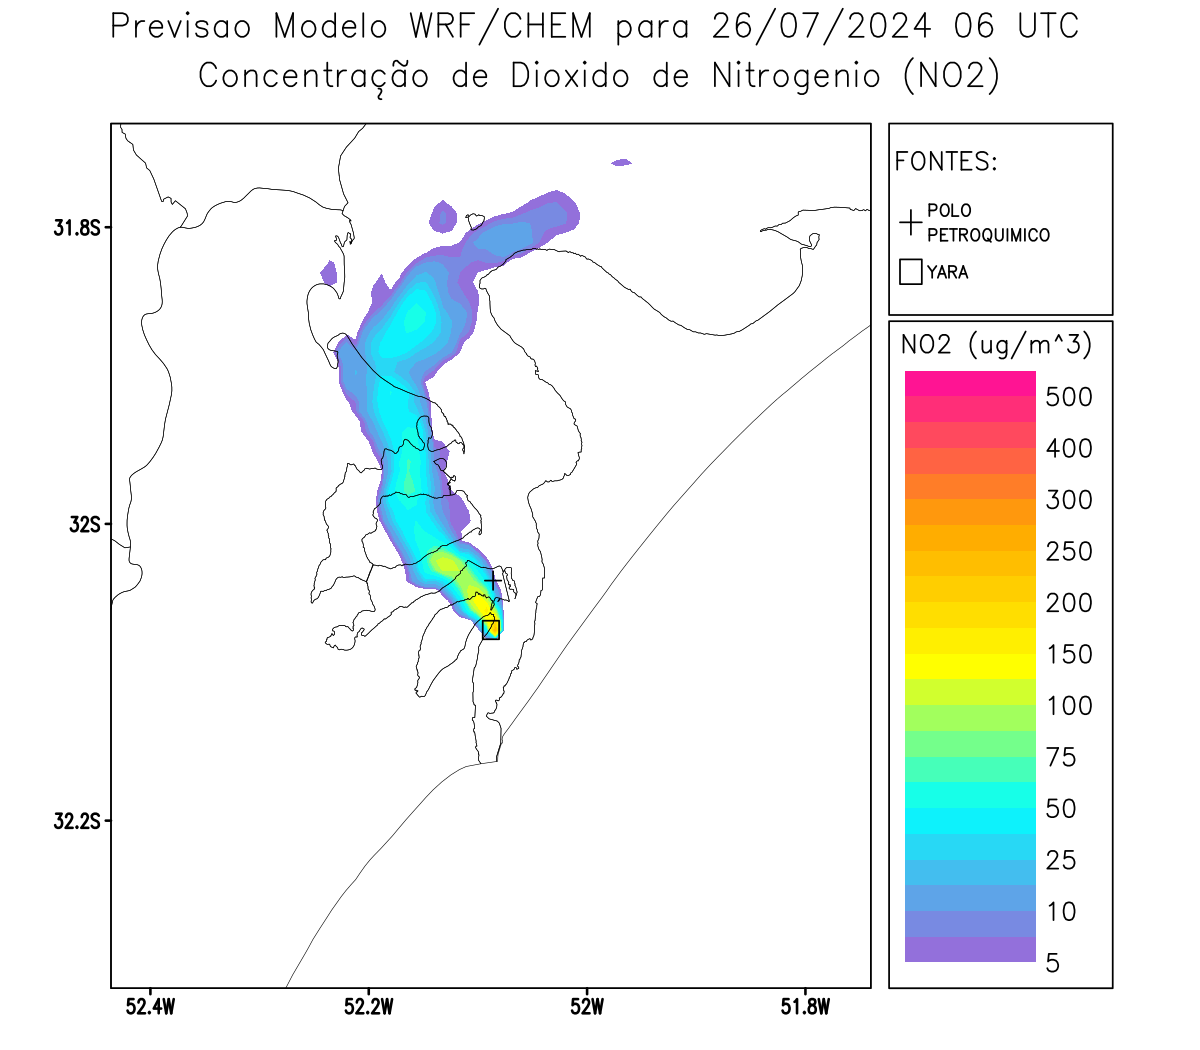 Previsao Modelo WRF/CHEM para 26/07/2024 06 UTC
Concentração de Dioxido de Nitrogenio (NO2)
FONTES:
POLO
PETROQUIMICO
YARA
31.8S
32S
32.2S
52.4W
52.2W
52W
51.8W
NO2 (ug/m^3)
500
400
300
250
200
150
100
75
50
25
10
5